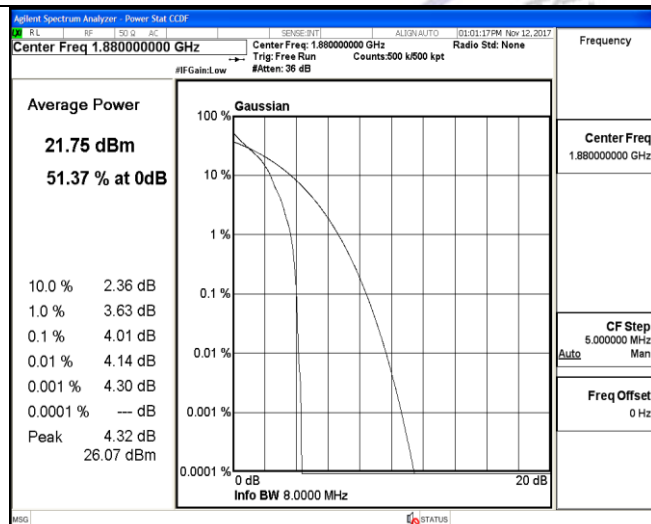 Agilent Spectrum Analyzer - Power Stat CCDF
RL RF 50 Ω AC SENSE:INT ALIGNAUTO 01:01:17PM Nov 12, 2017
Center Freq 1.880000000 GHz
Center Freq: 1.880000000 GHz Radio Std: None
Trig: Free Run Counts:500 k/500 kpt
#IFGain:Low #Atten: 36 dB
Frequency
Average Power
21.75 dBm
51.37 % at 0dB
10.0 % 2.36 dB
1.0 % 3.63 dB
0.1 % 4.01 dB
0.01 % 4.14 dB
0.001 % 4.30 dB
0.0001 % --- dB
Peak 4.32 dB
26.07 dBm
Gaussian
100 %
10 %
1 %
0.1 %
0.01 %
0.001 %
0.0001 %
0 dB 20 dB
Info BW 8.0000 MHz
Center Freq
1.880000000 GHz
CF Step
5.000000 MHz
Auto Man
Freq Offset
0 Hz
MSG STATUS